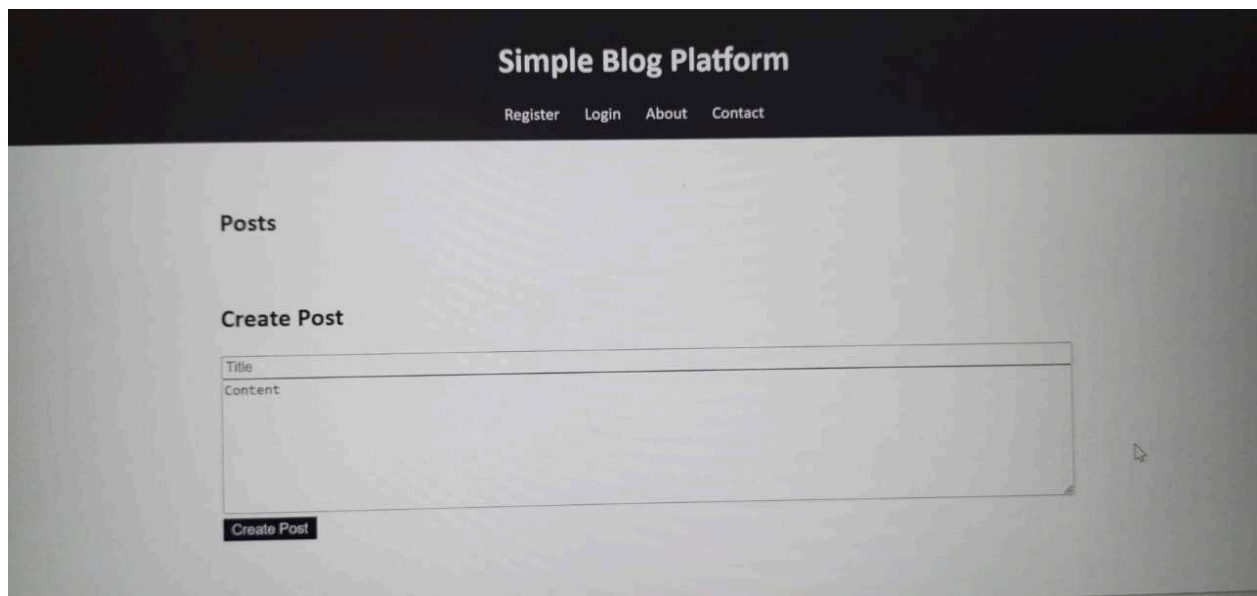 Simple Blog Platform
Register Login About Contact
Posts
Create Post
Title
Content
Create Post